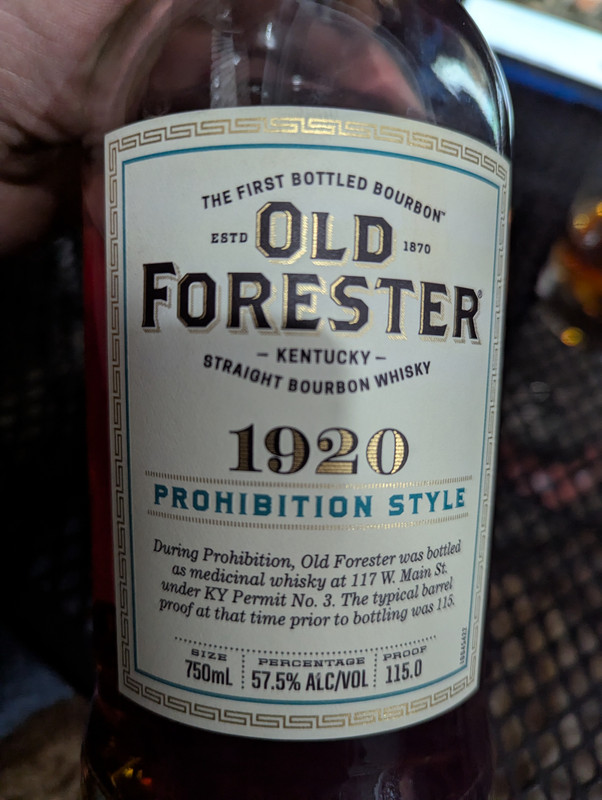 THE FIRST BOTTLED BOURBON™
ESTD OLD 1870
FORESTER®
– KENTUCKY –
STRAIGHT BOURBON WHISKY
1920
PROHIBITION STYLE
During Prohibition, Old Forester was bottled
as medicinal whisky at 117 W. Main St.
under KY Permit No. 3. The typical barrel
proof at that time prior to bottling was 115.
SIZE PERCENTAGE PROOF
750mL 57.5% ALC/VOL 115.0